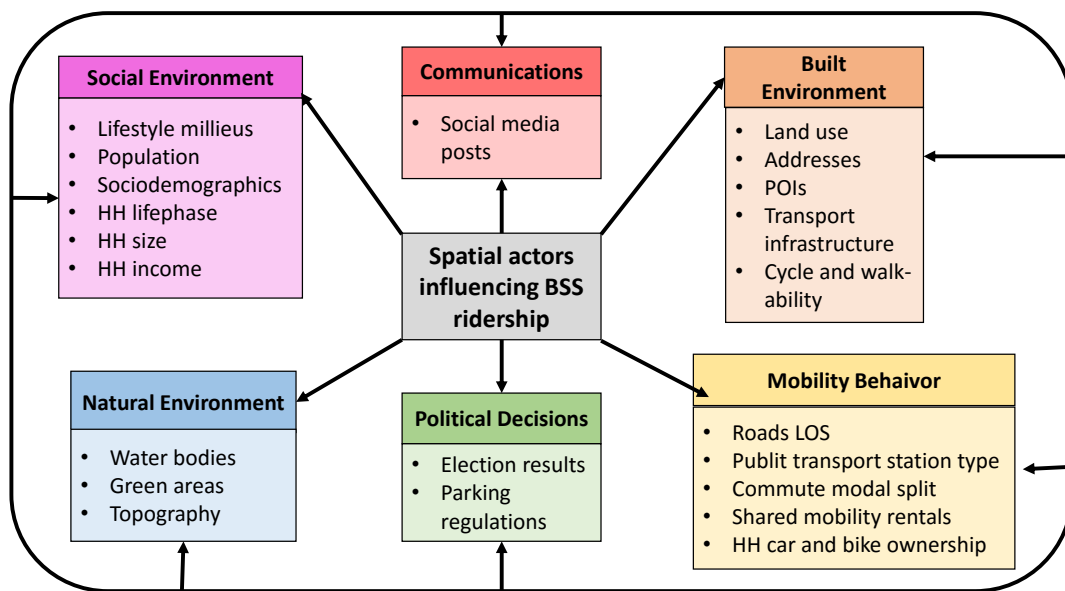 Social Environment
• Lifestyle millieus
• Population
• Sociodemographics
• HH lifephase
• HH size
• HH income
Communications
• Social media
posts
Built
Environment
• Land use
• Addresses
• POIs
• Transport
infrastructure
• Cycle and walk-
ability
Spatial actors
influencing BSS
ridership
Natural Environment
• Water bodies
• Green areas
• Topography
Political Decisions
• Election results
• Parking
regulations
Mobility Behaivor
• Roads LOS
• Publit transport station type
• Commute modal split
• Shared mobility rentals
• HH car and bike ownership